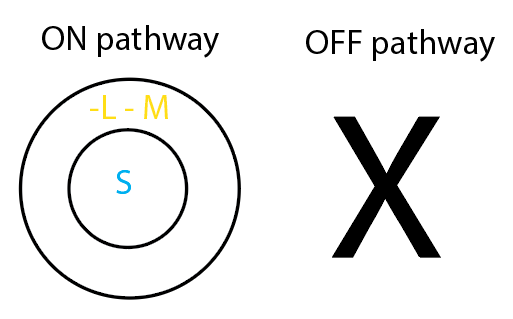 ON pathway
OFF pathway
-L - M
S
X